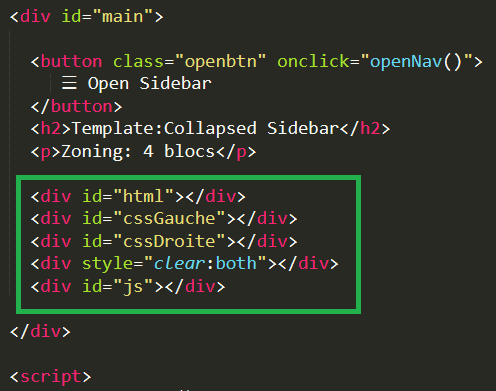 <div id="main">
<button class="openbtn" onclick="openNav()">
☰ Open Sidebar
</button>
<h2>Template:Collapsed Sidebar</h2>
<p>Zoning: 4 blocs</p>
<div id="html"></div>
<div id="cssGauche"></div>
<div id="cssDroite"></div>
<div style="clear:both"></div>
<div id="js"></div>
</div>
<script>